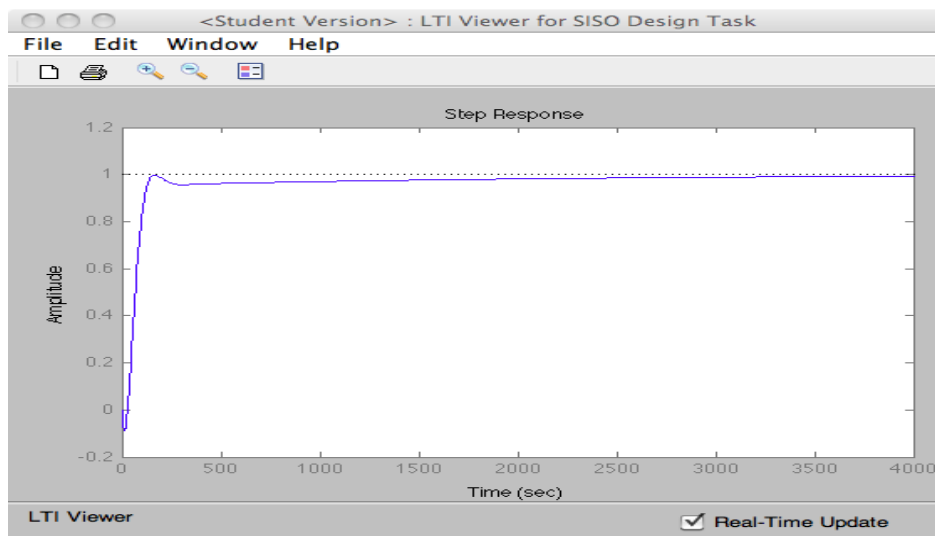 <Student Version> : LTI Viewer for SISO Design Task
File Edit Window Help
Step Response
1.2
1
0.8
0.6
0.4
0.2
0
-0.2
Amplitude
0 500 1000 1500 2000 2500 3000 3500 4000
Time (sec)
LTI Viewer
Real-Time Update